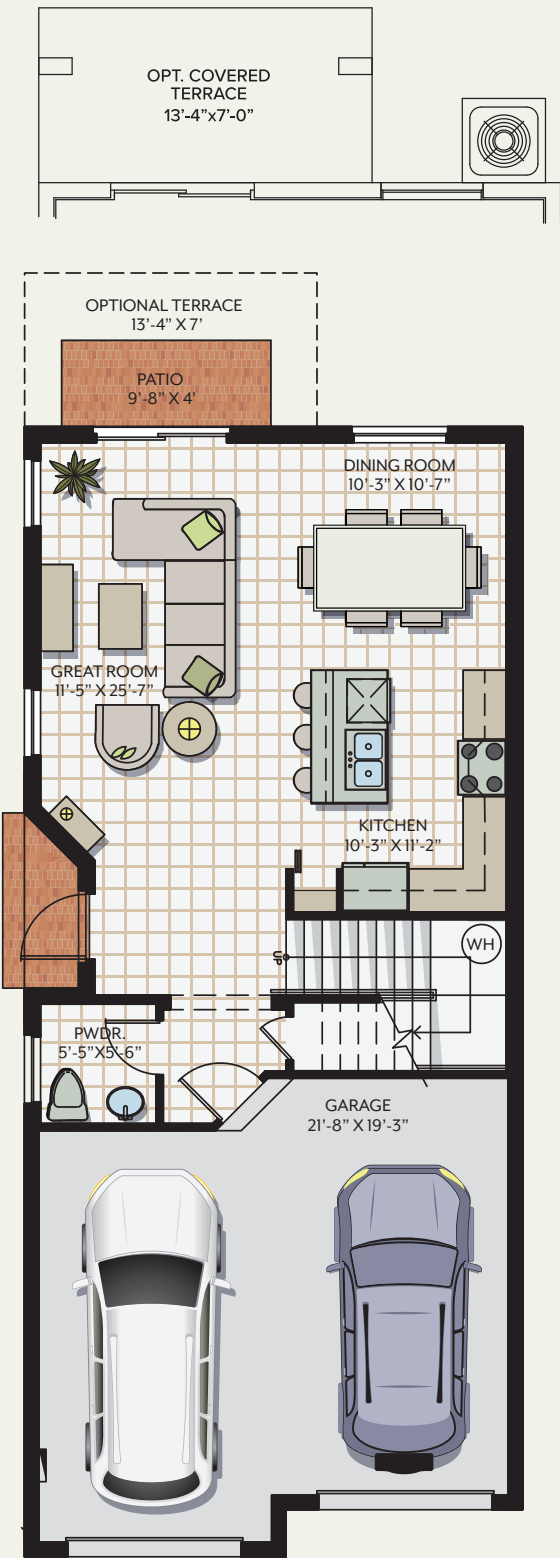 OPT. COVERED
TERRACE
13’-4”x7’-0”
OPTIONAL TERRACE
13’-4” X 7’
PATIO
9’-8” X 4’
DINING ROOM
10’-3” X 10’-7”
GREAT ROOM
11’-5” X 25’-7”
KITCHEN
10’-3” X 11’-2”
WH
UP
PWDR.
5’-5”X5’-6”
GARAGE
21’-8” X 19’-3”